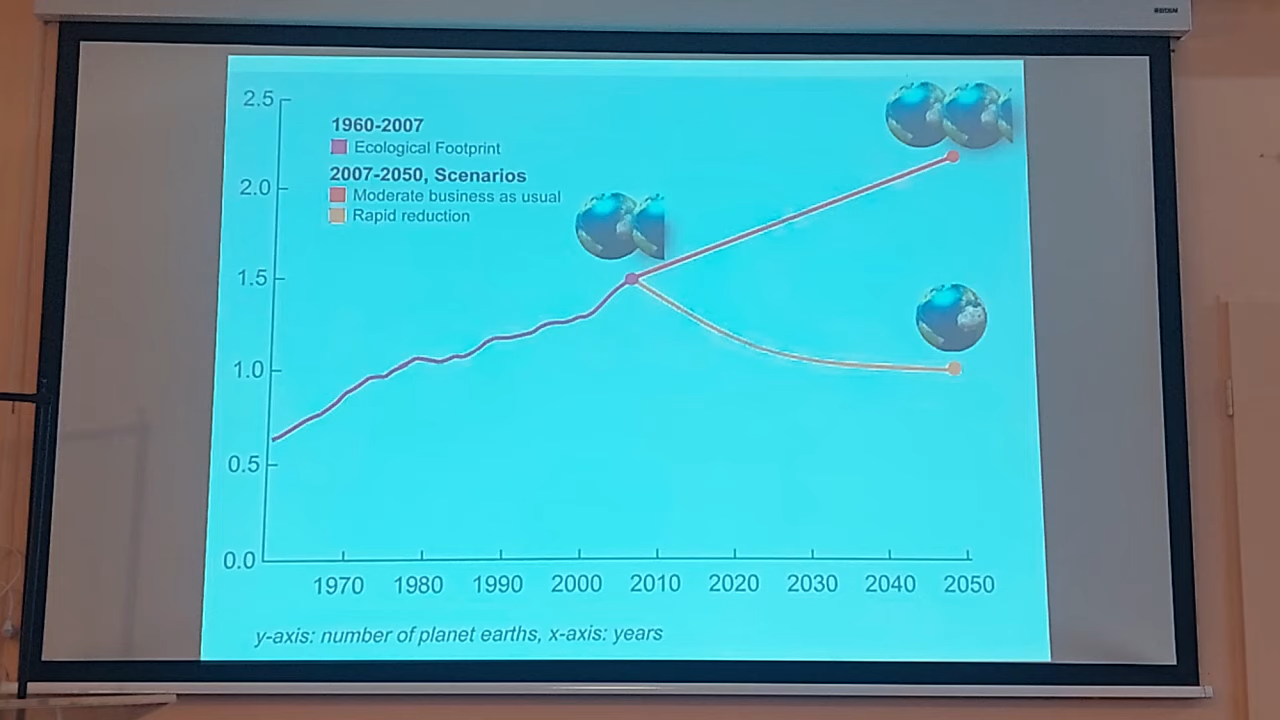 2.5
2.0
1.5
1.0
0.5
0.0
1960-2007
Ecological Footprint
2007-2050, Scenarios
Moderate business as usual
Rapid reduction
1970 1980 1990 2000 2010 2020 2030 2040 2050
y-axis: number of planet earths, x-axis: years